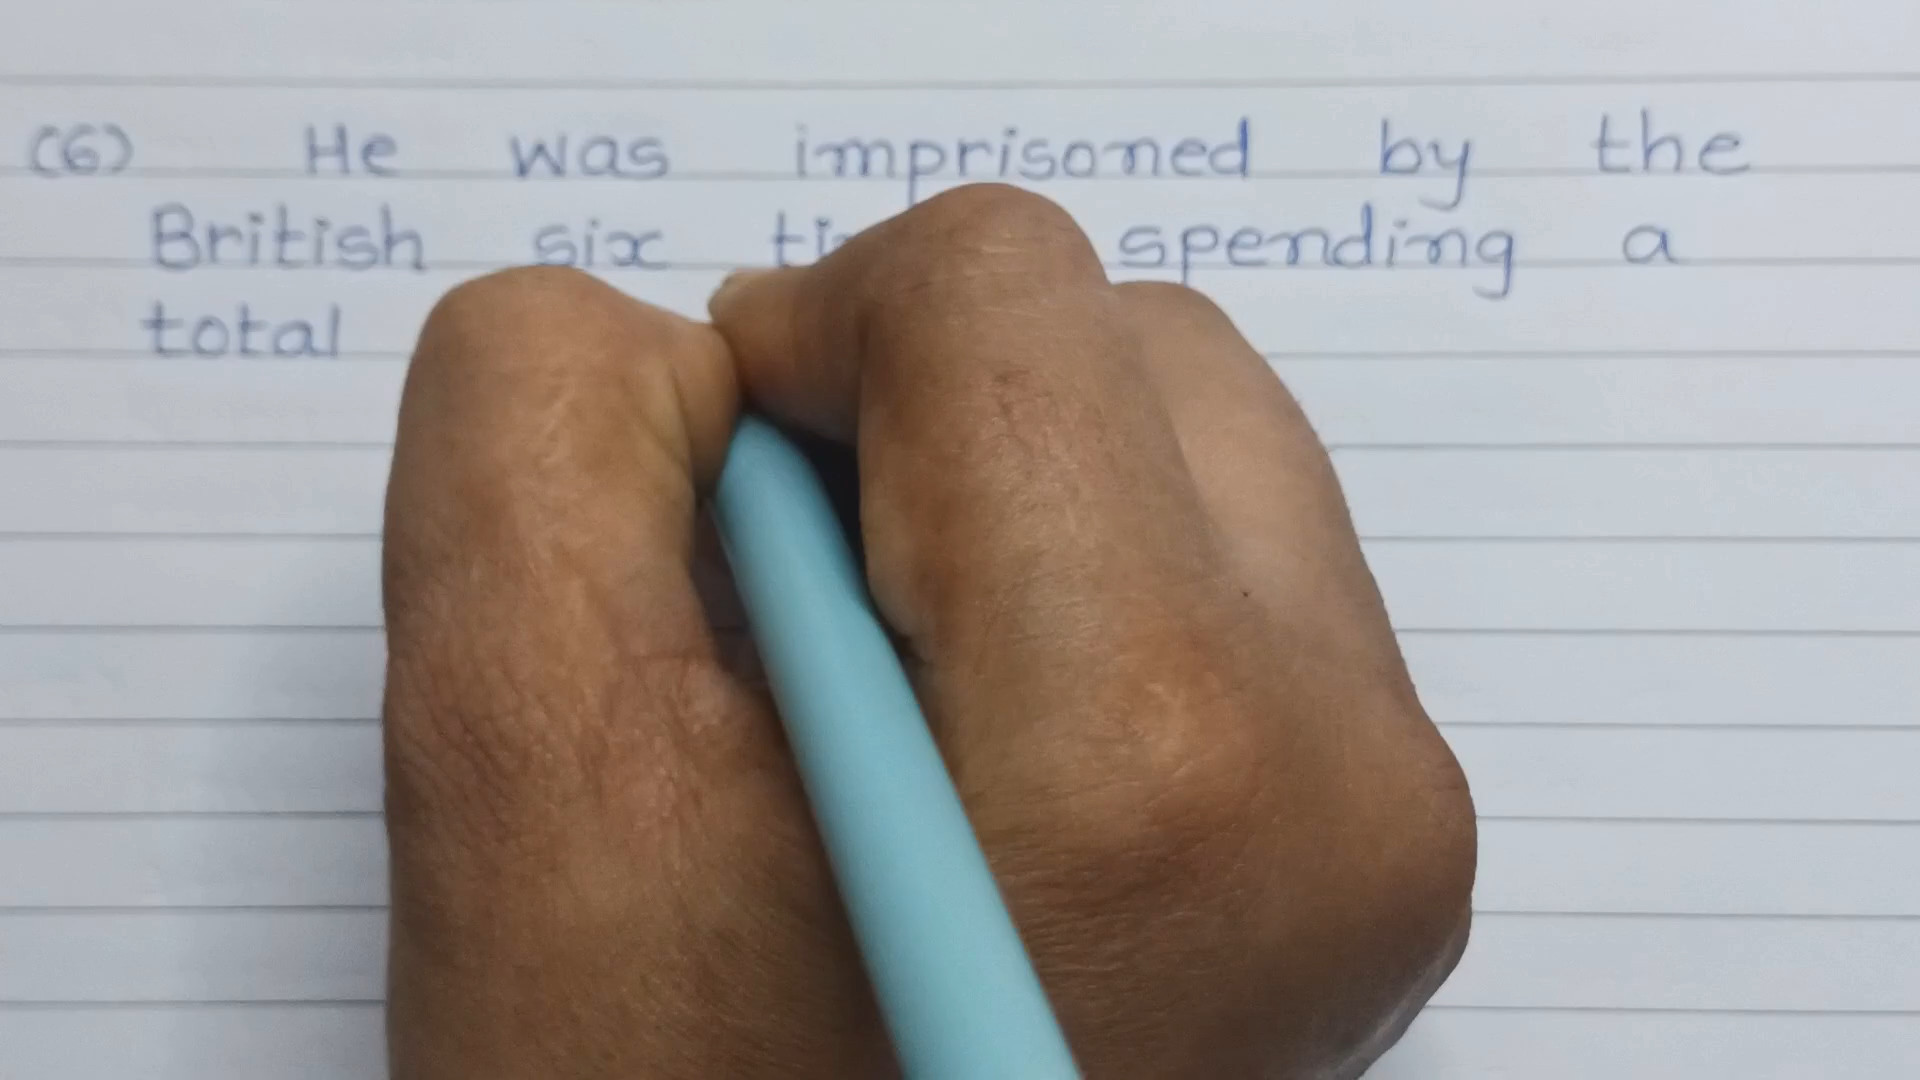 (6) He was imprisoned by the
British six spending a
total